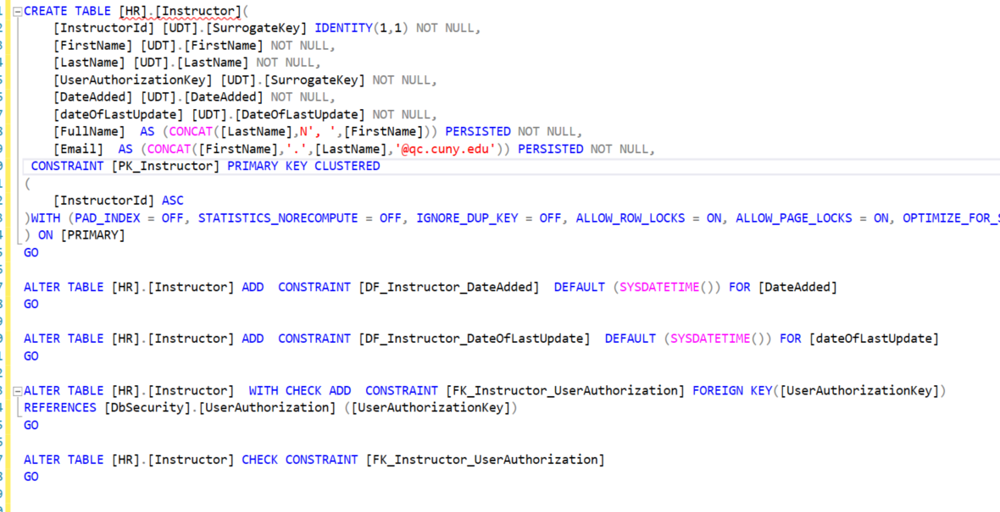 CREATE TABLE [HR].[Instructor](
[InstructorId] [UDT].[SurrogateKey] IDENTITY(1,1) NOT NULL,
[FirstName] [UDT].[FirstName] NOT NULL,
[LastName] [UDT].[LastName] NOT NULL,
[UserAuthorizationKey] [UDT].[SurrogateKey] NOT NULL,
[DateAdded] [UDT].[DateAdded] NOT NULL,
[dateOfLastUpdate] [UDT].[DateOfLastUpdate] NOT NULL,
[FullName]  AS (CONCAT([LastName],N', ',[FirstName])) PERSISTED NOT NULL,
[Email]  AS (CONCAT([FirstName],'.',[LastName],'@qc.cuny.edu')) PERSISTED NOT NULL,
CONSTRAINT [PK_Instructor] PRIMARY KEY CLUSTERED
(
[InstructorId] ASC
)WITH (PAD_INDEX = OFF, STATISTICS_NORECOMPUTE = OFF, IGNORE_DUP_KEY = OFF, ALLOW_ROW_LOCKS = ON, ALLOW_PAGE_LOCKS = ON, OPTIMIZE_FOR_
) ON [PRIMARY]
GO
ALTER TABLE [HR].[Instructor] ADD  CONSTRAINT [DF_Instructor_DateAdded]  DEFAULT (SYSDATETIME()) FOR [DateAdded]
GO
ALTER TABLE [HR].[Instructor] ADD  CONSTRAINT [DF_Instructor_DateOfLastUpdate]  DEFAULT (SYSDATETIME()) FOR [dateOfLastUpdate]
GO
ALTER TABLE [HR].[Instructor]  WITH CHECK ADD  CONSTRAINT [FK_Instructor_UserAuthorization] FOREIGN KEY([UserAuthorizationKey])
REFERENCES [DbSecurity].[UserAuthorization] ([UserAuthorizationKey])
GO
ALTER TABLE [HR].[Instructor] CHECK CONSTRAINT [FK_Instructor_UserAuthorization]
GO